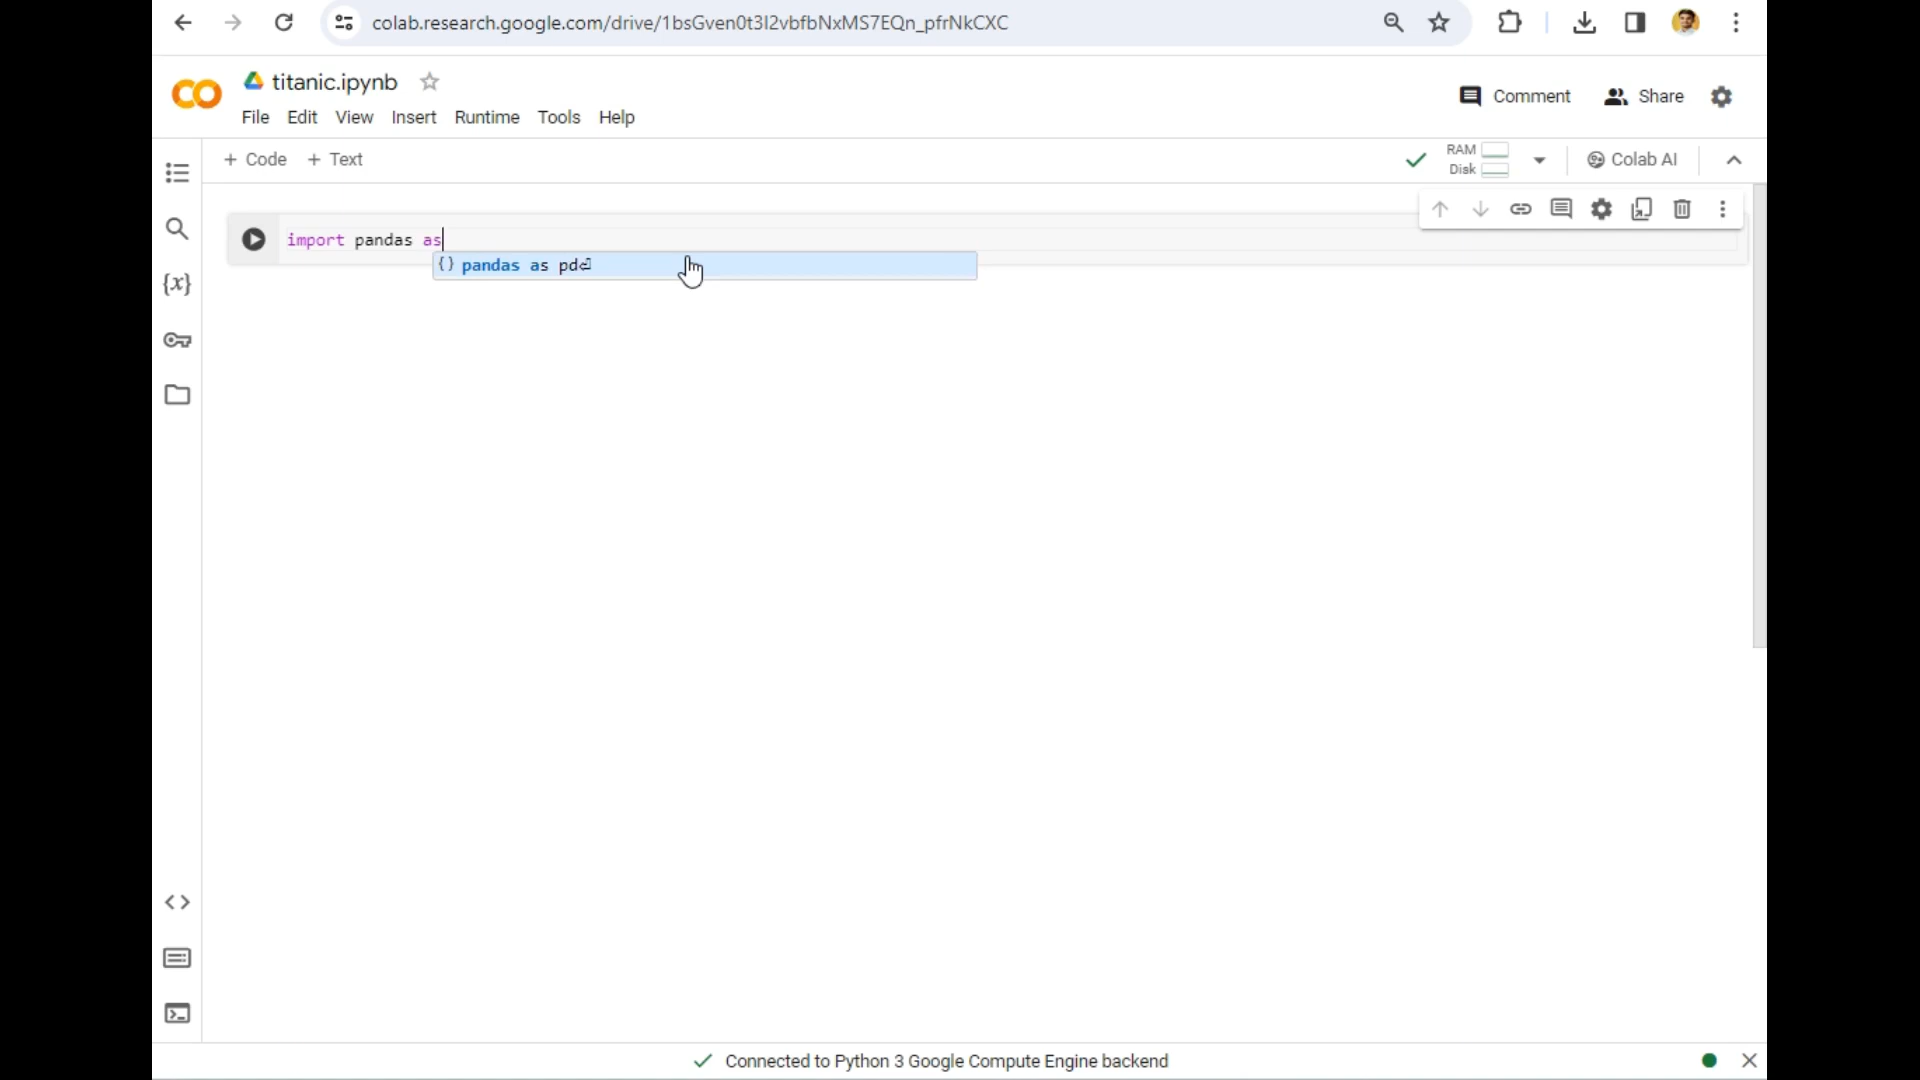 colab.research.google.com/drive/1bsGven0t3I2vbfbNxMS7EQn_pfrNkCXC
titanic.ipynb
File Edit View Insert Runtime Tools Help
Comment Share
+ Code + Text
RAM
Disk
Colab AI
import pandas as
{} pandas as pd⏎
{x}
Connected to Python 3 Google Compute Engine backend